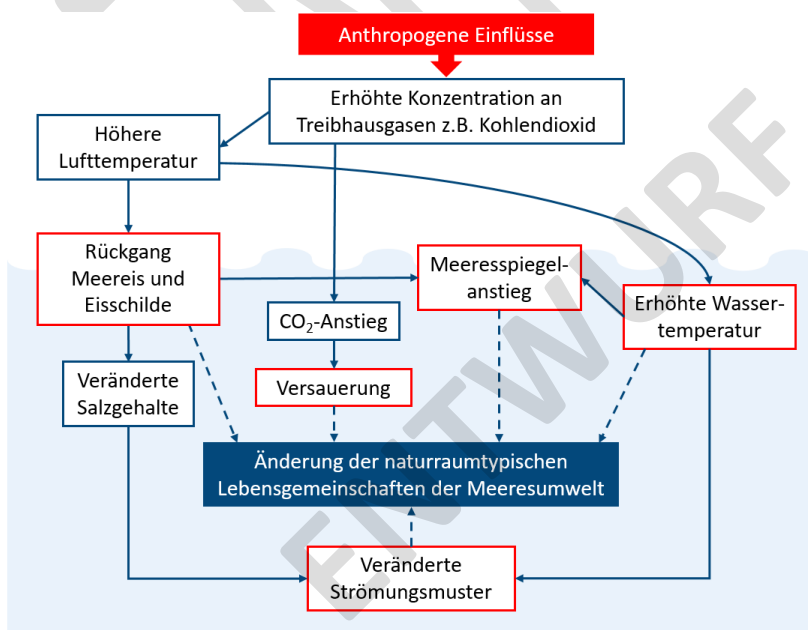 Anthropogene Einflüsse
Erhöhte Konzentration an
Treibhausgasen z.B. Kohlendioxid
Höhere
Lufttemperatur
Rückgang
Meereis und
Eisschilde
Meeresspiegel-
anstieg
Erhöhte Wasser-
temperatur
CO₂-Anstieg
Veränderte
Salzgehalte
Versauerung
Änderung der naturraumtypischen
Lebensgemeinschaften der Meeresumwelt
Veränderte
Strömungsmuster
ENTWURF